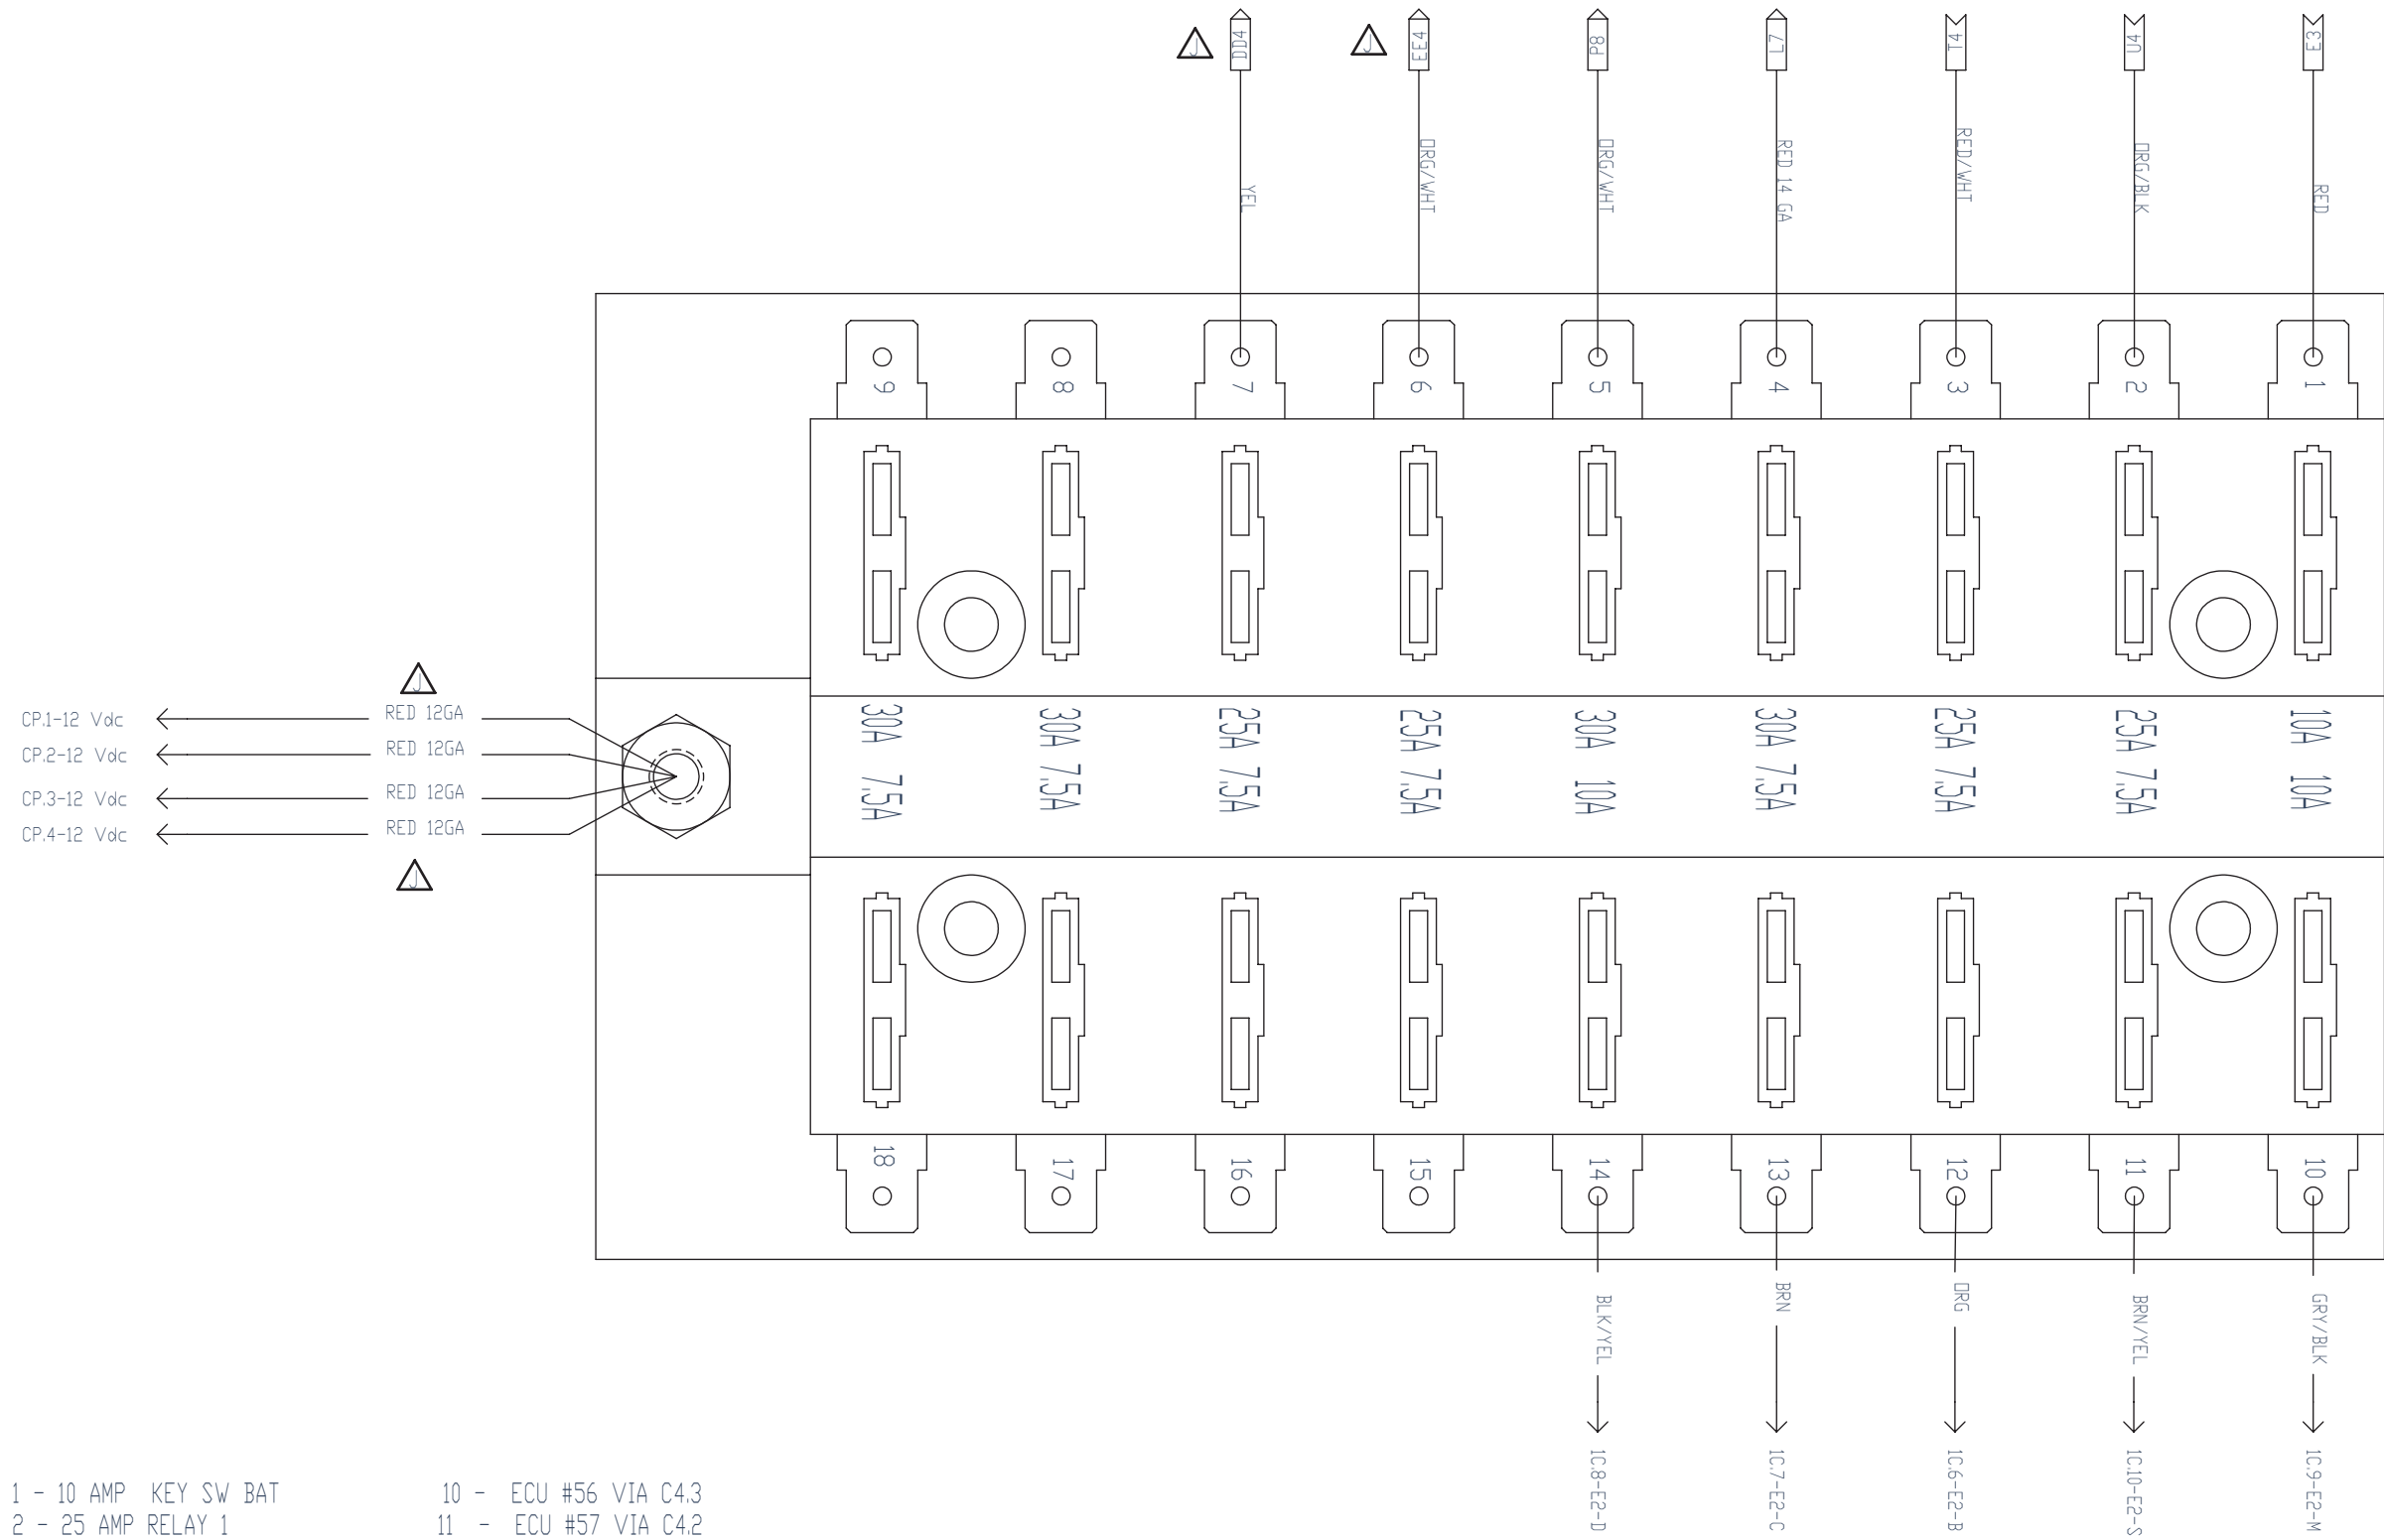 J
DD4
J
EE4
P8
L7
T4
U4
E3
YEL
ORG/WHT
ORG/WHT
RED 14 GA
RED/WHT
ORG/BLK
RED
9
8
7
6
5
4
3
2
1
J
CP.1-12 Vdc
RED 12GA
CP.2-12 Vdc
RED 12GA
CP.3-12 Vdc
RED 12GA
CP.4-12 Vdc
RED 12GA
J
30A 7.5A
30A 7.5A
25A 7.5A
25A 7.5A
30A 10A
30A 7.5A
25A 7.5A
25A 7.5A
10A 10A
18
17
16
15
14
13
12
11
10
BLK/YEL
BRN
ORG
BRN/YEL
GRY/BLK
1C.8-E2-D
1C.7-E2-C
1C.6-E2-B
1C.10-E2-S
1C.9-E2-M
1 - 10 AMP KEY SW BAT
10 - ECU #56 VIA C4.3
2 - 25 AMP RELAY 1
11 - ECU #57 VIA C4.2